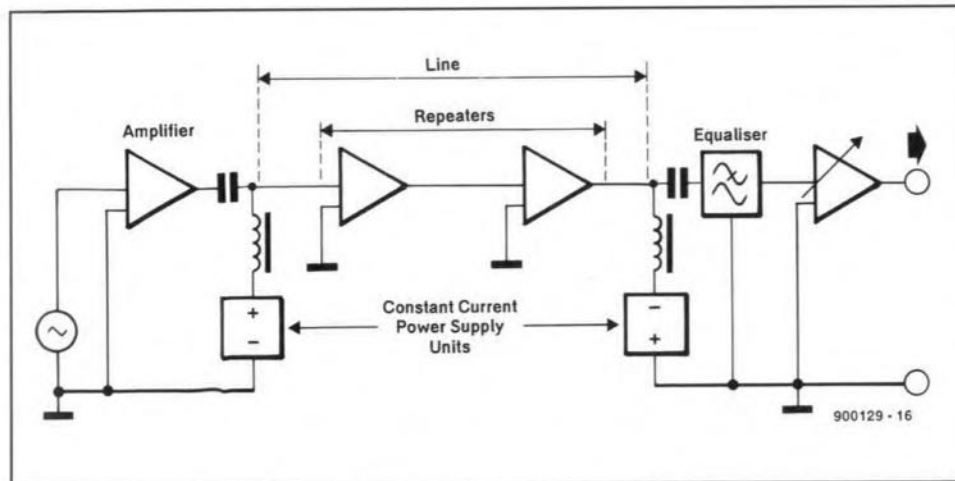 Line
Repeaters
Amplifier
Equaliser
+
−
Constant Current
Power Supply
Units
−
+
900129 - 16